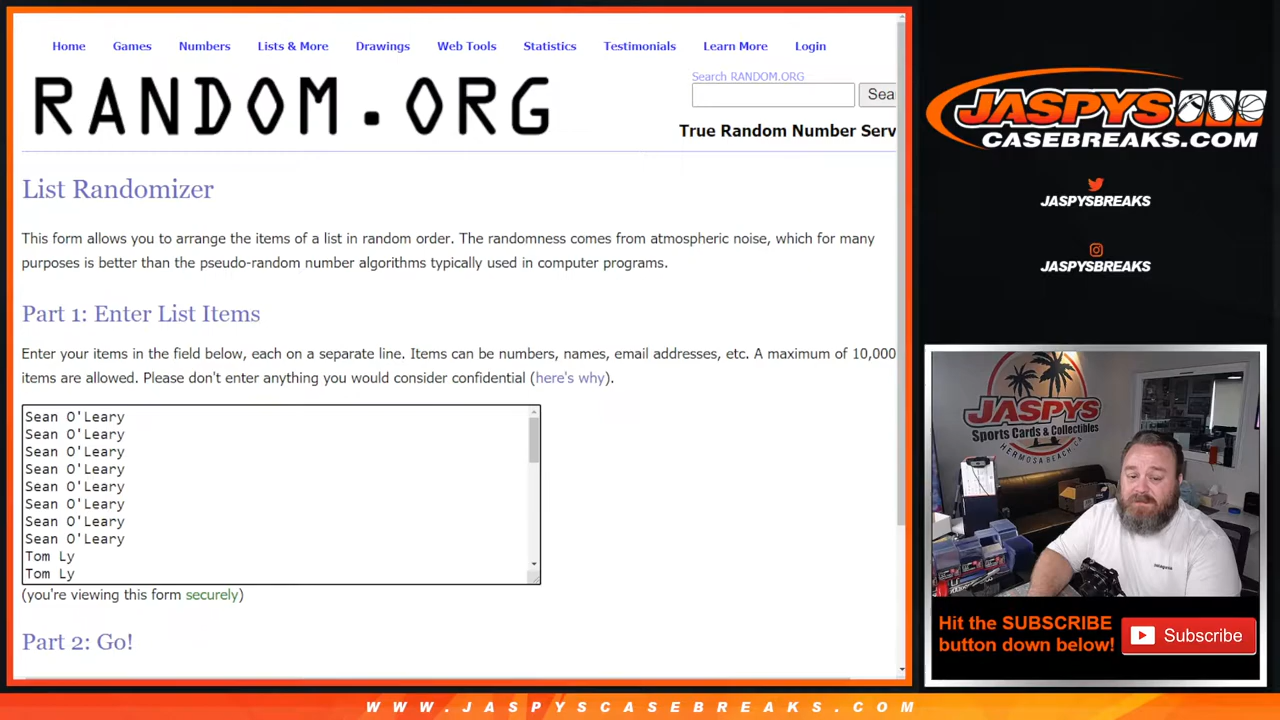 Home Games Numbers Lists & More Drawings Web Tools Statistics Testimonials Learn More Login
RANDOM.ORG
Search RANDOM.ORG
Sea
True Random Number Serv
List Randomizer
This form allows you to arrange the items of a list in random order. The randomness comes from atmospheric noise, which for many
purposes is better than the pseudo-random number algorithms typically used in computer programs.
Part 1: Enter List Items
Enter your items in the field below, each on a separate line. Items can be numbers, names, email addresses, etc. A maximum of 10,000
items are allowed. Please don't enter anything you would consider confidential (here's why).
Sean O'Leary
Sean O'Leary
Sean O'Leary
Sean O'Leary
Sean O'Leary
Sean O'Leary
Sean O'Leary
Sean O'Leary
Tom Ly
Tom Ly
(you're viewing this form securely)
Part 2: Go!
JASPYS
CASEBREAKS.COM
JASPYSBREAKS
JASPYSBREAKS
JASPYS
Sports Cards & Collectibles
HERMOSA BEACH, CA
Hit the SUBSCRIBE
button down below!
Subscribe
WWW.JASPYSCASEBREAKS.COM